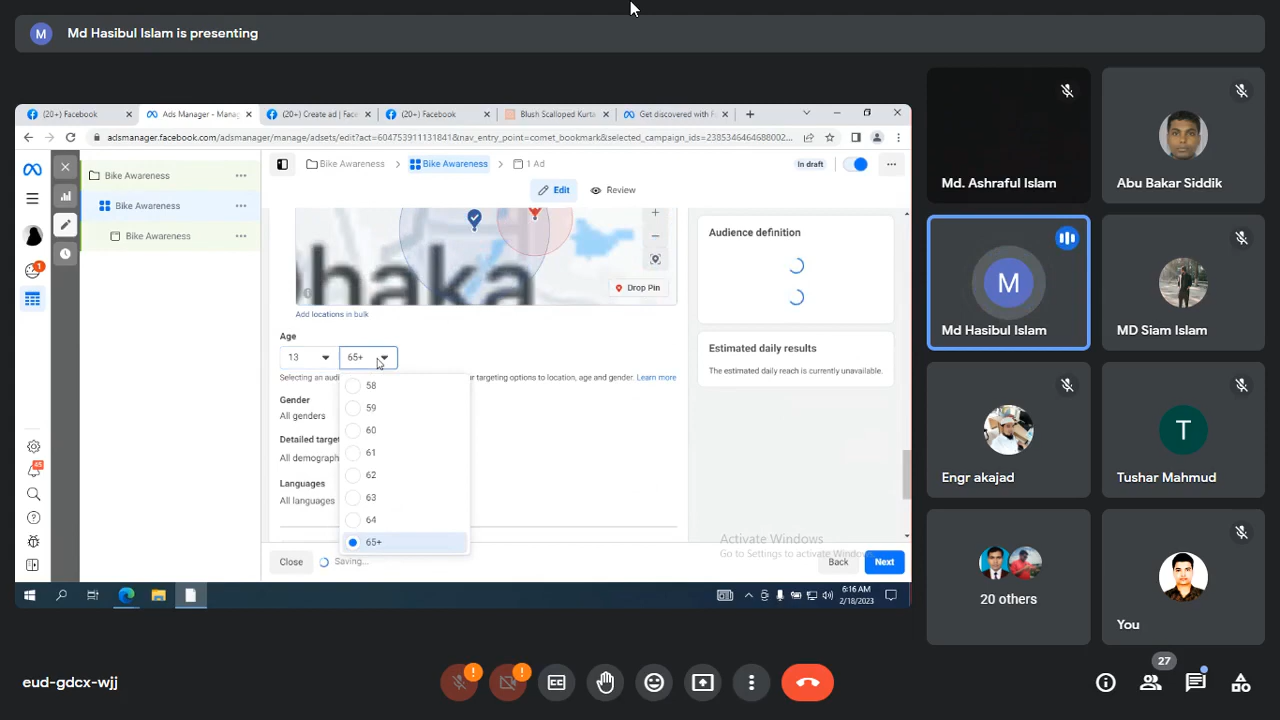 M
Md Hasibul Islam is presenting
(20+) Facebook
Ads Manager - Manag
(20+) Create ad | Face
(20+) Facebook
Blush Scalloped Kurta
Get discovered with F
adsmanager.facebook.com/adsmanager/manage/adsets/edit?act=604753911131841&nav_entry_point=comet_bookmark&selected_campaign_ids=2385346464688002...
Bike Awareness
Bike Awareness
Bike Awareness
Bike Awareness
Bike Awareness
1 Ad
In draft
Edit
Review
haka
Drop Pin
Add locations in bulk
Age
13
65+
Selecting an audi
r targeting options to location, age and gender. Learn more
58
59
60
61
62
63
64
65+
Gender
All genders
Detailed target
All demograph
Languages
All languages
Audience definition
Estimated daily results
The estimated daily reach is currently unavailable.
Activate Windows
Go to Settings to activate Windows.
Close
Saving...
Back
Next
1
45
6:16 AM
2/18/2023
Md. Ashraful Islam
Abu Bakar Siddik
M
Md Hasibul Islam
MD Siam Islam
Engr akajad
T
Tushar Mahmud
20 others
You
eud-gdcx-wjj
CC
27